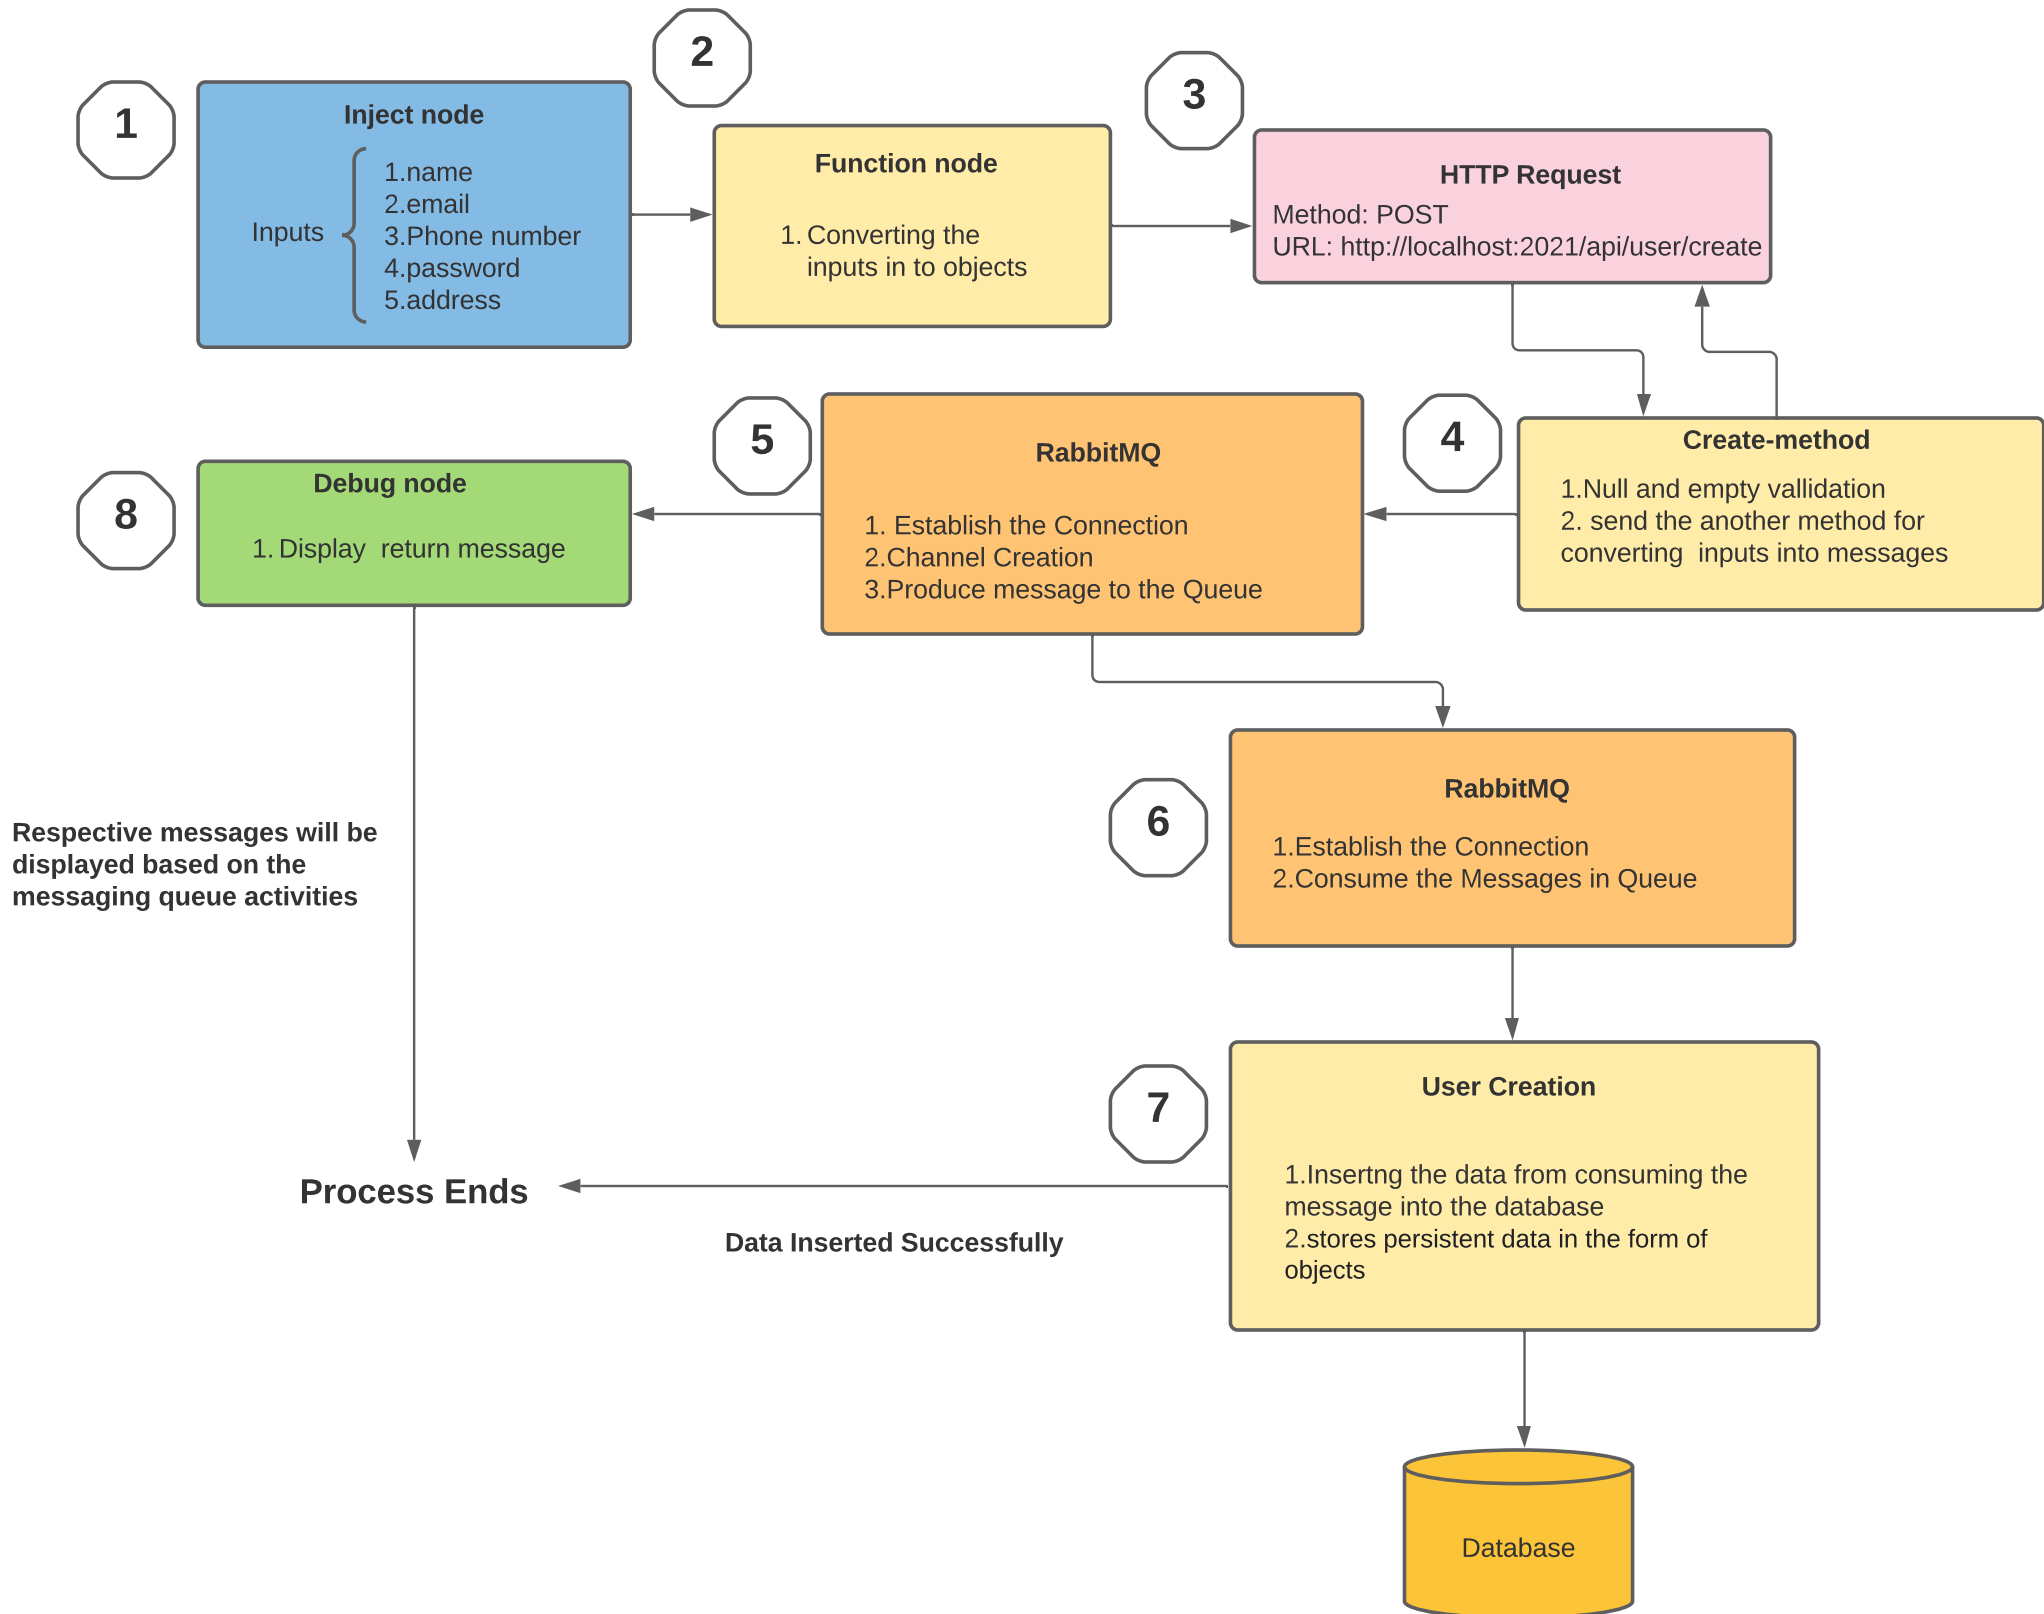 1
Inject node
Inputs
1.name
2.email
3.Phone number
4.password
5.address
2
Function node
1. Converting the
inputs in to objects
3
HTTP Request
Method: POST
URL: http://localhost:2021/api/user/create
4
Create-method
1.Null and empty vallidation
2. send the another method for
converting  inputs into messages
5
RabbitMQ
1. Establish the Connection
2.Channel Creation
3.Produce message to the Queue
8
Debug node
1. Display  return message
6
RabbitMQ
1.Establish the Connection
2.Consume the Messages in Queue
Respective messages will be
displayed based on the
messaging queue activities
7
User Creation
1.Insertng the data from consuming the
message into the database
2.stores persistent data in the form of
objects
Process Ends
Data Inserted Successfully
Database